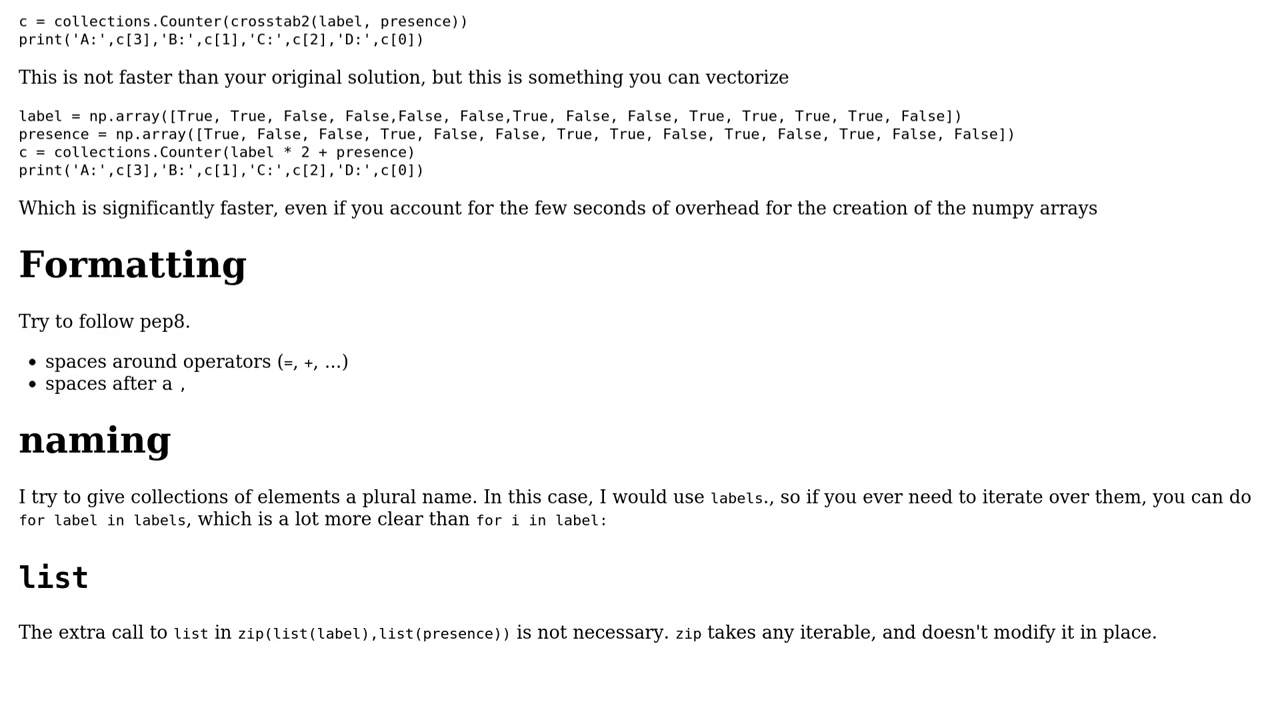 c = collections.Counter(crosstab2(label, presence))
print('A:',c[3],'B:',c[1],'C:',c[2],'D:',c[0])
This is not faster than your original solution, but this is something you can vectorize
label = np.array([True, True, False, False,False, False,True, False, False, True, True, True, True, False])
presence = np.array([True, False, False, True, False, False, True, True, False, True, False, True, False, False])
c = collections.Counter(label * 2 + presence)
print('A:',c[3],'B:',c[1],'C:',c[2],'D:',c[0])
Which is significantly faster, even if you account for the few seconds of overhead for the creation of the numpy arrays
Formatting
Try to follow pep8.
• spaces around operators (=, +, ...)
• spaces after a ,
naming
I try to give collections of elements a plural name. In this case, I would use labels., so if you ever need to iterate over them, you can do
for label in labels, which is a lot more clear than for i in label:
list
The extra call to list in zip(list(label),list(presence)) is not necessary. zip takes any iterable, and doesn't modify it in place.